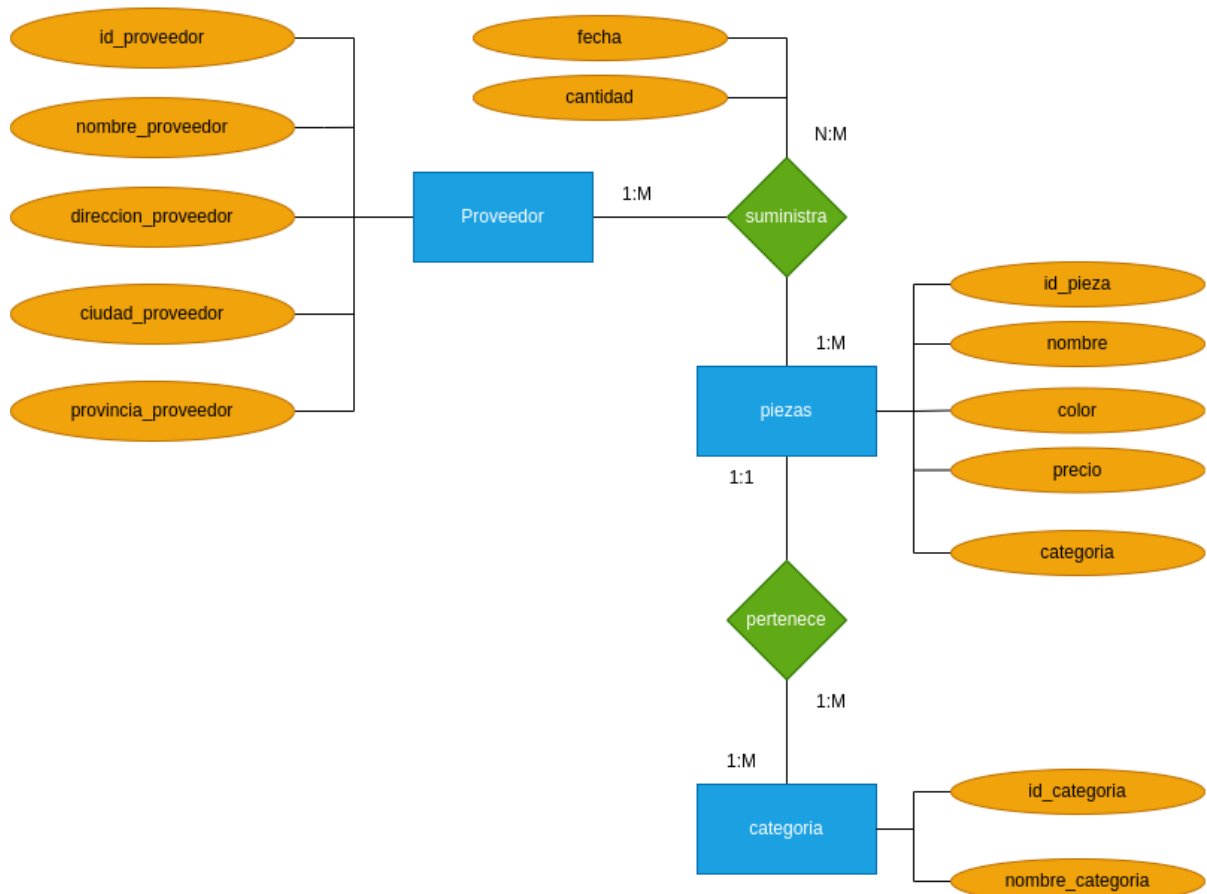 id_proveedor
nombre_proveedor
direccion_proveedor
ciudad_proveedor
provincia_proveedor
fecha
cantidad
N:M
Proveedor
1:M
suministra
1:M
piezas
1:1
id_pieza
nombre
color
precio
categoria
pertenece
1:M
1:M
categoria
id_categoria
nombre_categoria